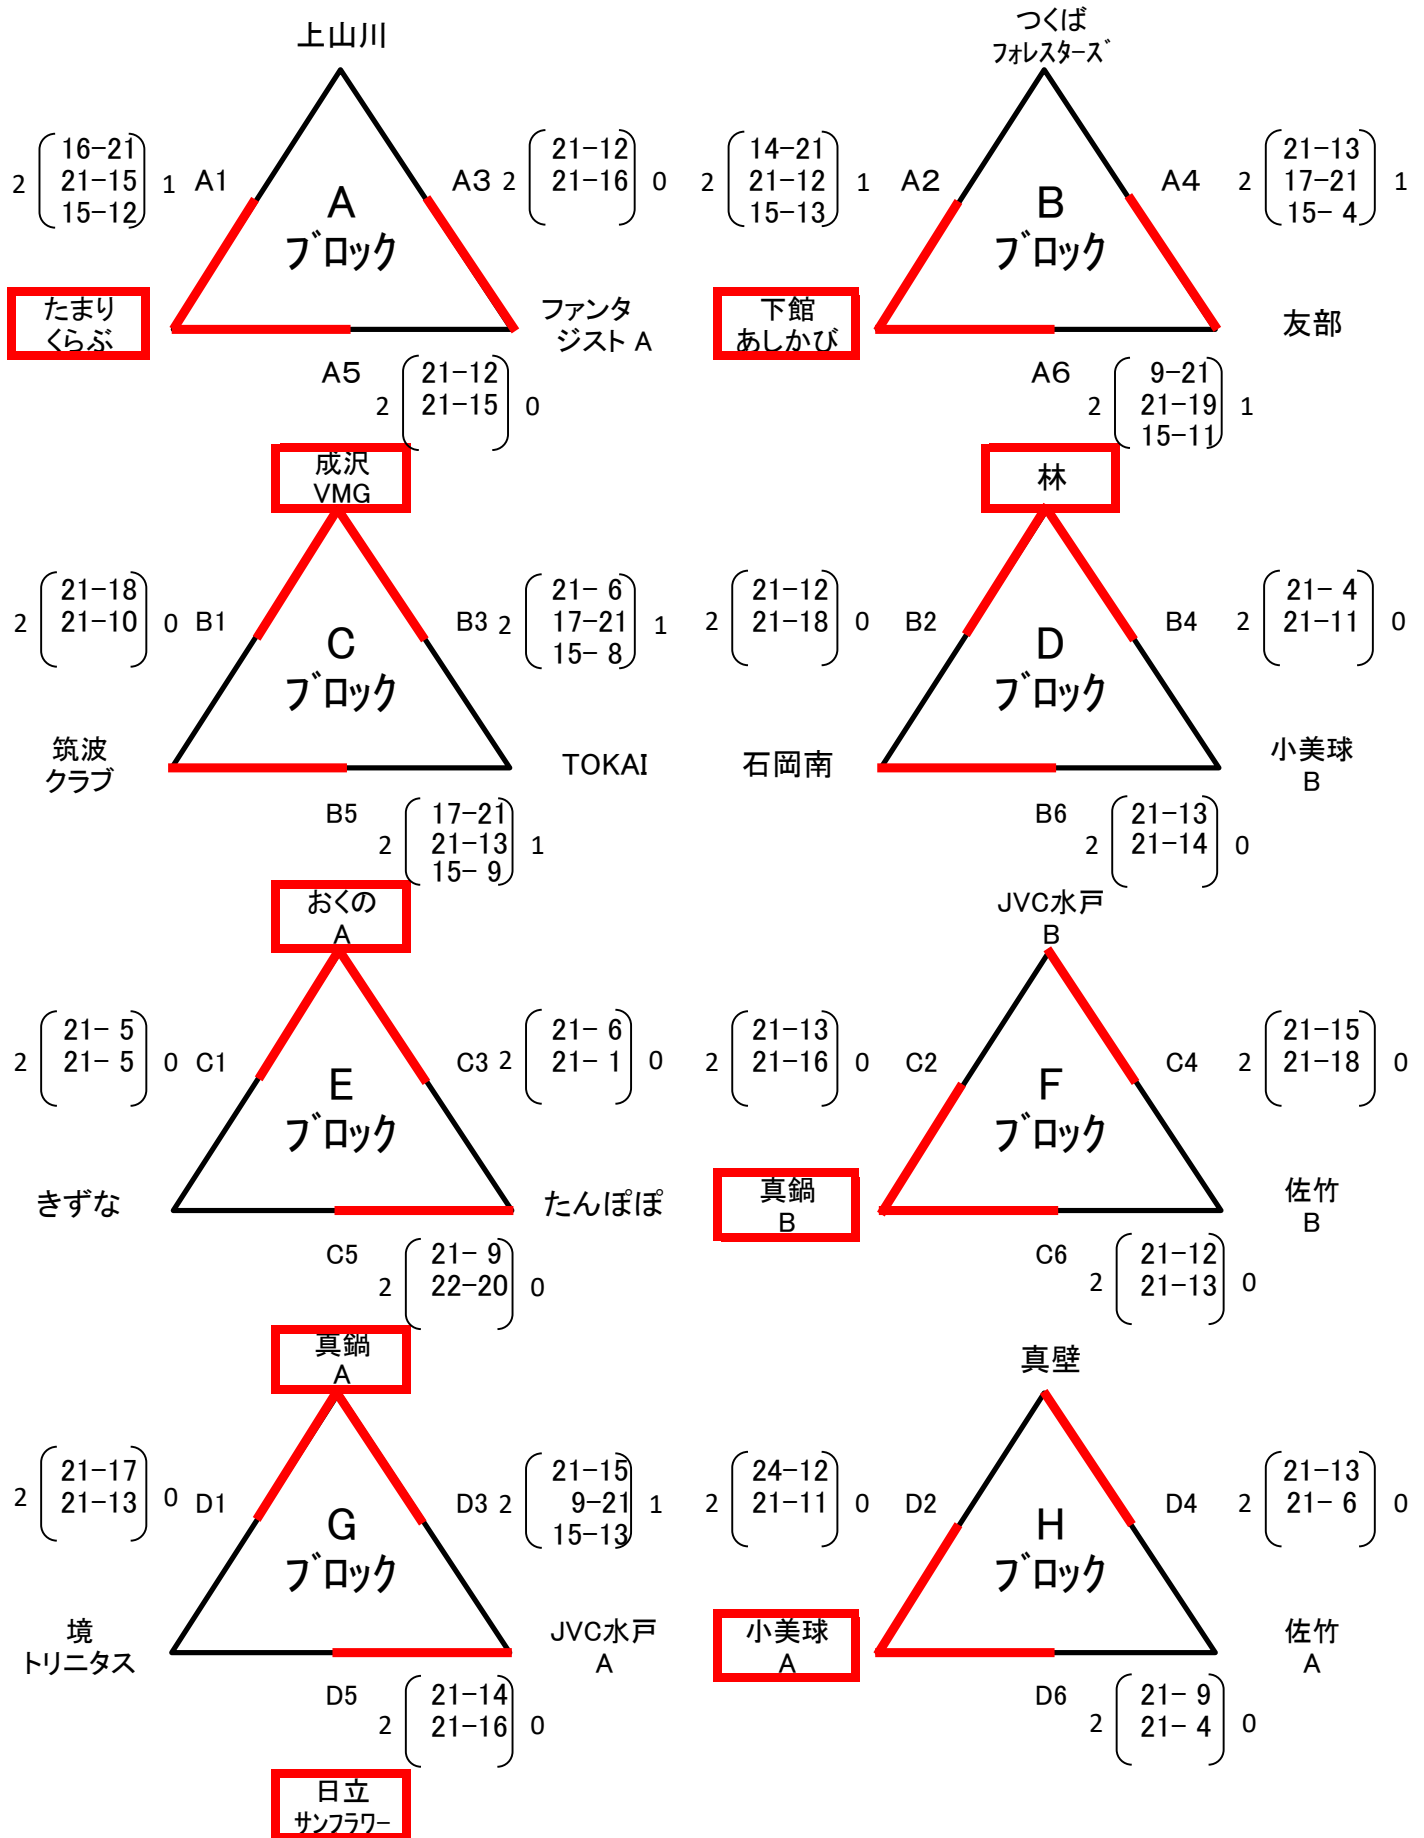 上山川
2
16-21
21-15
15-12
1
A1
A3
2
21-12
21-16
0
A
ブロック
たまり
くらぶ
ファンタ
ジスト A
A5
2
21-12
21-15
0
つくば
フォレスターズ
2
14-21
21-12
15-13
1
A2
A4
2
21-13
17-21
15- 4
1
B
ブロック
下館
あしかび
友部
A6
2
9-21
21-19
15-11
1
成沢
VMG
2
21-18
21-10
0
B1
B3
2
21- 6
17-21
15- 8
1
C
ブロック
筑波
クラブ
TOKAI
B5
2
17-21
21-13
15- 9
1
林
2
21-12
21-18
0
B2
B4
2
21- 4
21-11
0
D
ブロック
石岡南
小美球
B
B6
2
21-13
21-14
0
おくの
A
2
21- 5
21- 5
0
C1
C3
2
21- 6
21- 1
0
E
ブロック
きずな
たんぽぽ
C5
2
21- 9
22-20
0
JVC水戸
B
2
21-13
21-16
0
C2
C4
2
21-15
21-18
0
F
ブロック
真鍋
B
佐竹
B
C6
2
21-12
21-13
0
真鍋
A
2
21-17
21-13
0
D1
D3
2
21-15
9-21
15-13
1
G
ブロック
境
トリニタス
JVC水戸
A
D5
2
21-14
21-16
0
真壁
2
24-12
21-11
0
D2
D4
2
21-13
21- 6
0
H
ブロック
小美球
A
佐竹
A
D6
2
21- 9
21- 4
0
日立
サンフラワー